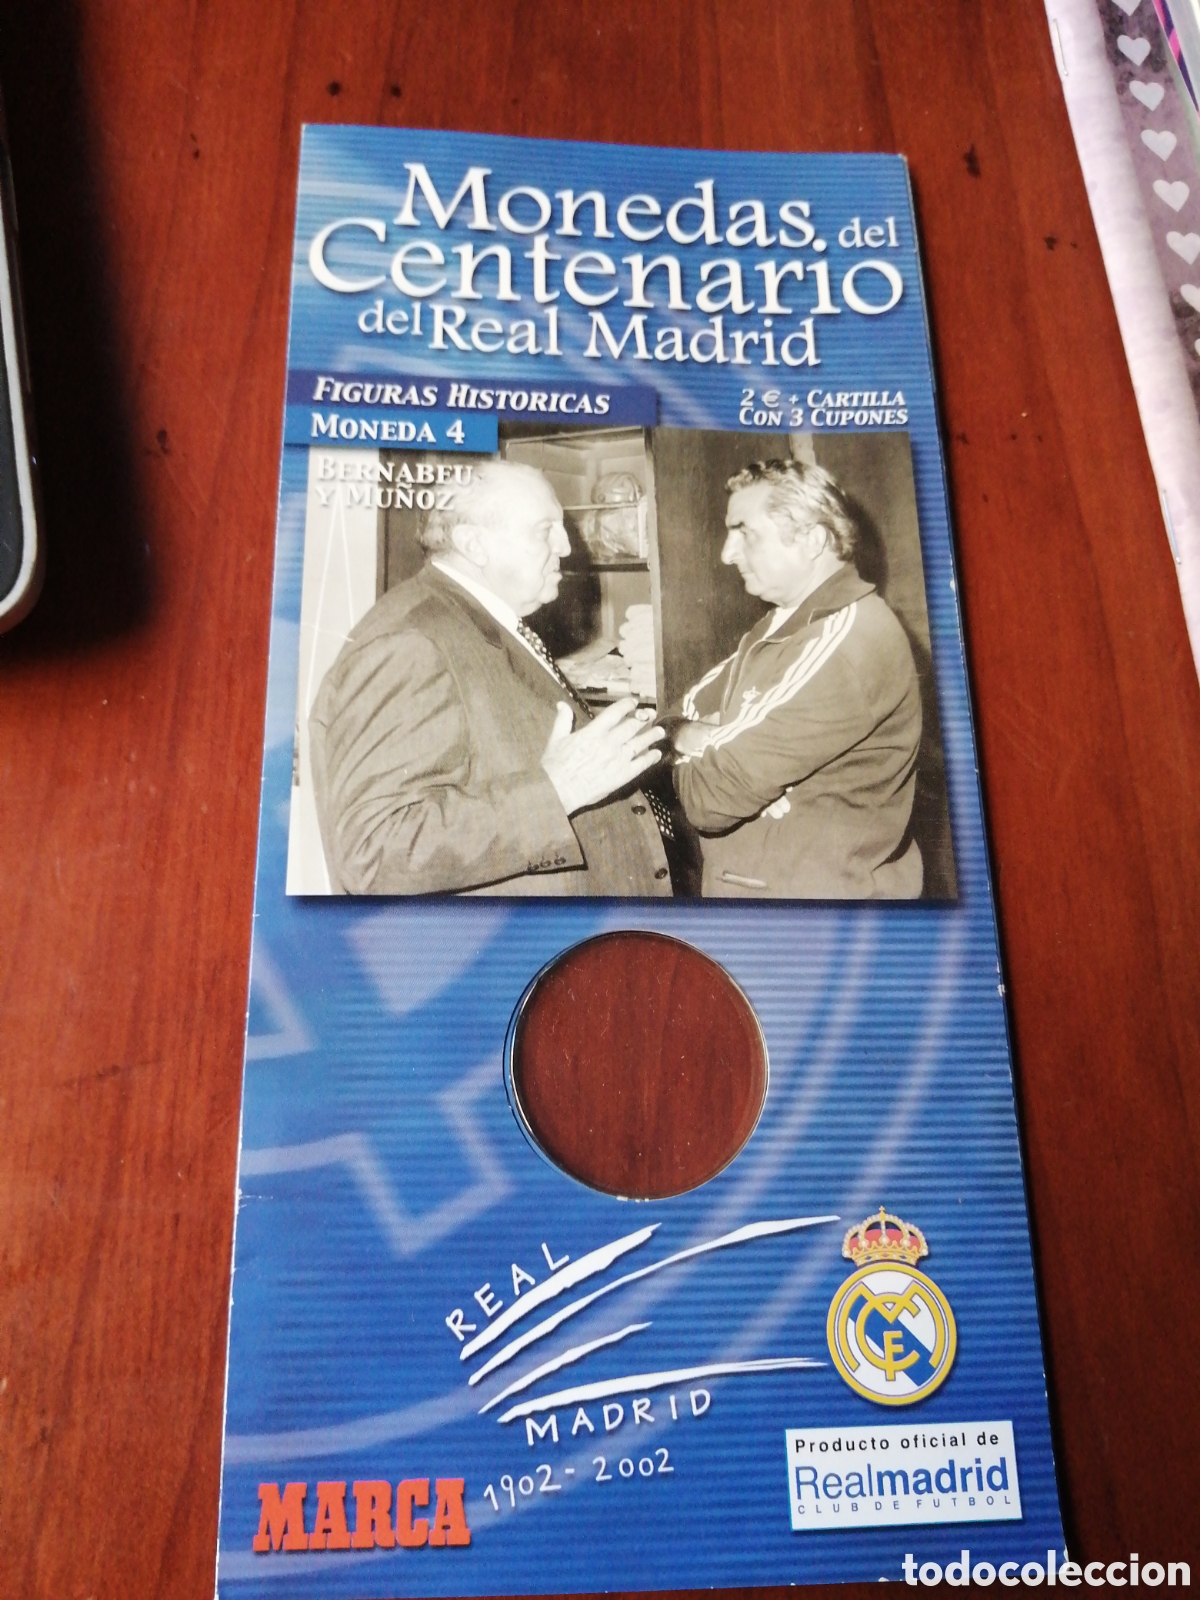 Monedas del
Centenario
del Real Madrid
FIGURAS HISTORICAS
2 € + CARTILLA
CON 3 CUPONES
MONEDA 4
BERNABEU
Y MUÑOZ
REAL
MADRID
1902-2002
MARCA
Producto oficial de
Realmadrid
CLUB DE FUTBOL
todocoleccion